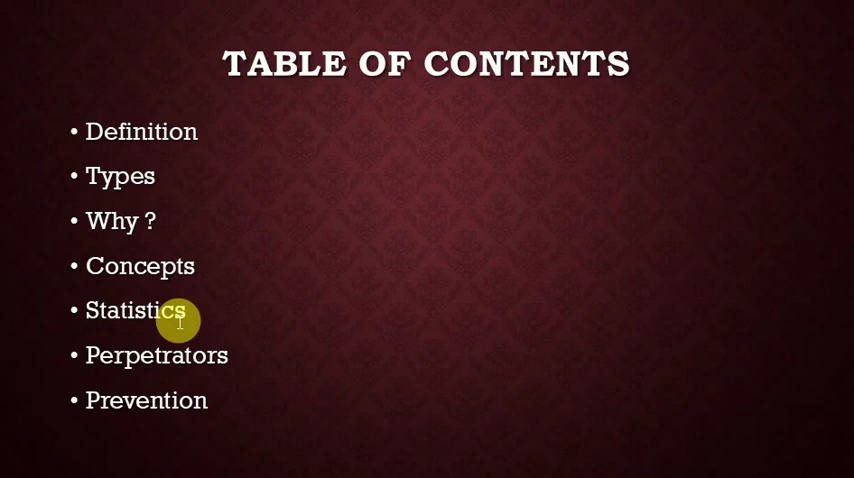 TABLE OF CONTENTS
• Definition
• Types
• Why ?
• Concepts
• Statistics
• Perpetrators
• Prevention